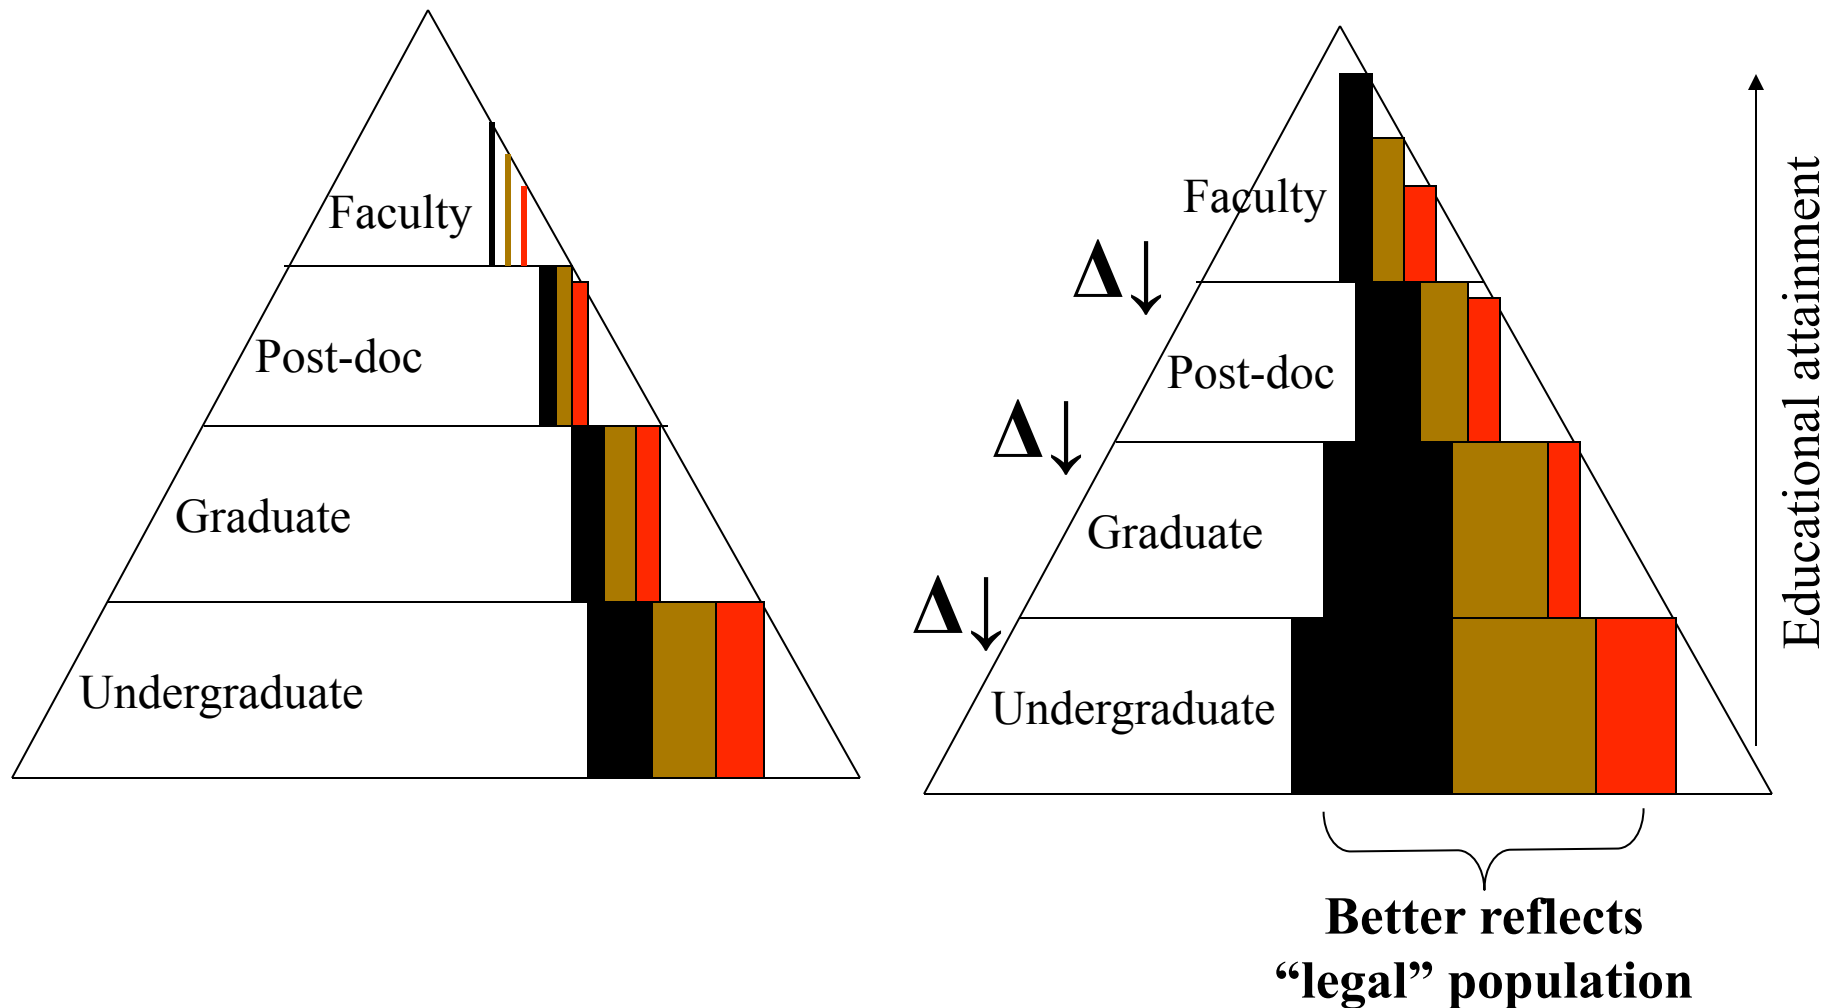 Faculty
Post-doc
Graduate
Undergraduate
Faculty
Δ↓
Post-doc
Δ↓
Graduate
Δ↓
Undergraduate
Educational attainment
Better reflects
“legal” population